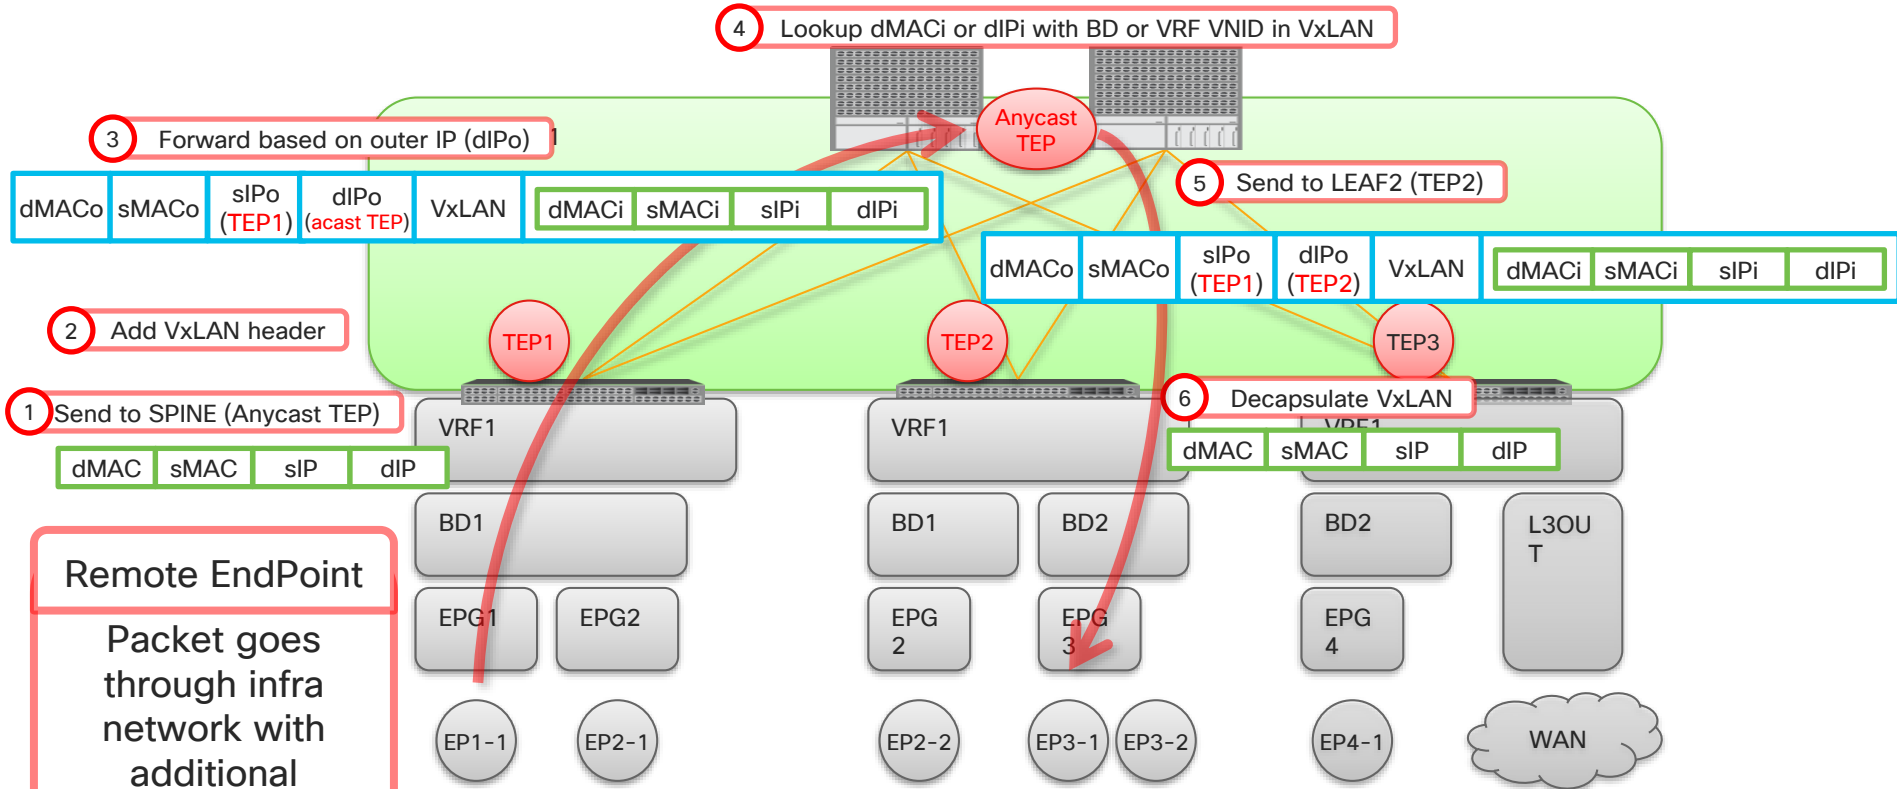 4 Lookup dMACi or dIPi with BD or VRF VNID in VxLAN
Anycast
TEP
3 Forward based on outer IP (dIPo)
1
dMACo sMACo sIPo (TEP1) dIPo (acast TEP) VxLAN dMACi sMACi sIPi dIPi
5 Send to LEAF2 (TEP2)
dMACo sMACo sIPo (TEP1) dIPo (TEP2) VxLAN dMACi sMACi sIPi dIPi
2 Add VxLAN header
TEP1
TEP2
TEP3
1 Send to SPINE (Anycast TEP)
dMAC sMAC sIP dIP
6 Decapsulate VxLAN
dMAC sMAC sIP dIP
VRF1
VRF1
VRF1
BD1
BD1
BD2
BD2
L3OU
T
Remote EndPoint
Packet goes
through infra
network with
additional
EPG1
EPG2
EPG
2
EPG
3
EPG
4
EP1-1
EP2-1
EP2-2
EP3-1
EP3-2
EP4-1
WAN